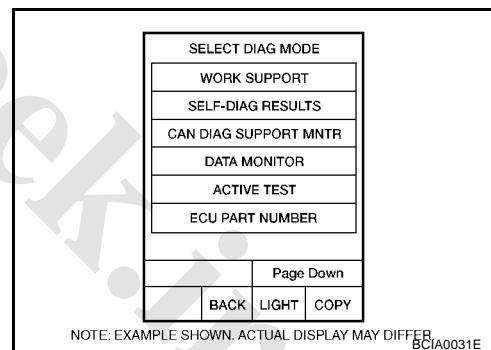 SELECT DIAG MODE
WORK SUPPORT
SELF-DIAG RESULTS
CAN DIAG SUPPORT MNTR
DATA MONITOR
ACTIVE TEST
ECU PART NUMBER
Page Down
BACK LIGHT COPY
NOTE: EXAMPLE SHOWN. ACTUAL DISPLAY MAY DIFFER
BCIA0031E